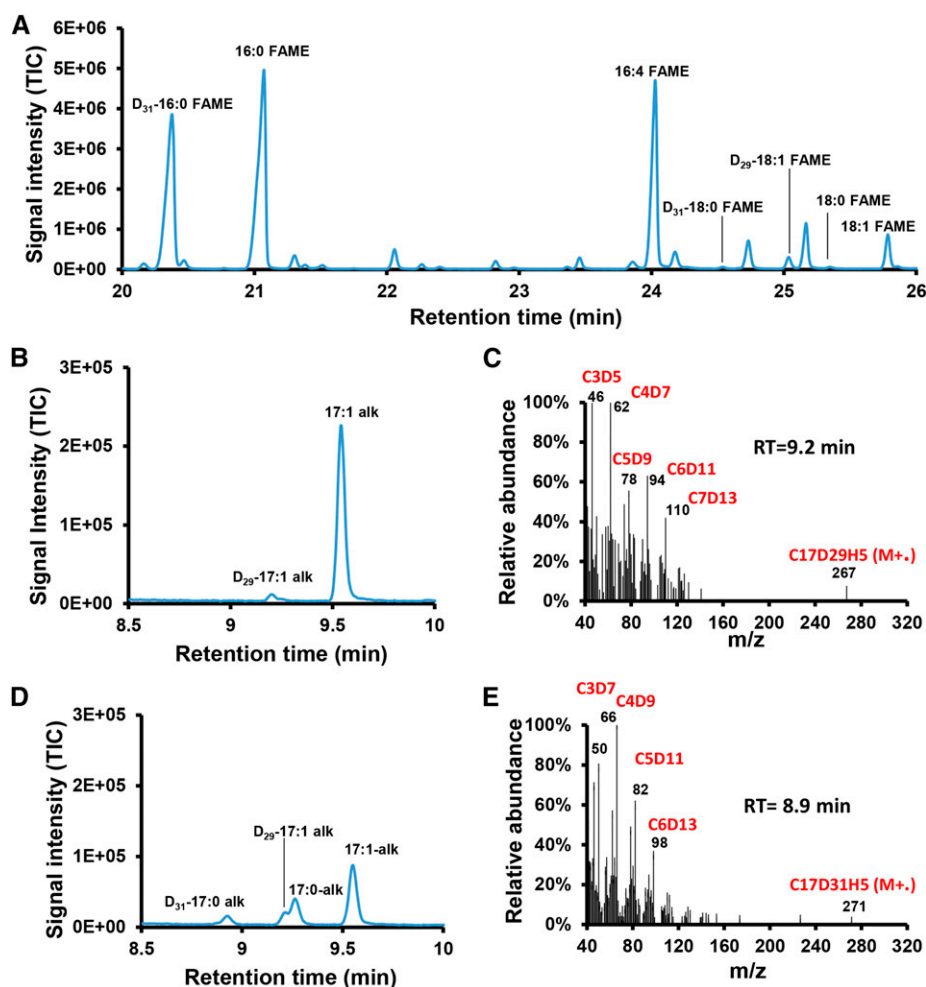 A
6E+06
5E+06
4E+06
3E+06
2E+06
1E+06
0E+00
Signal intensity (TIC)
D31-16:0 FAME
16:0 FAME
16:4 FAME
D31-18:0 FAME
D29-18:1 FAME
18:0 FAME
18:1 FAME
20 21 22 23 24 25 26
Retention time (min)
B
3E+05
2E+05
1E+05
0E+00
Signal Intensity (TIC)
17:1 alk
D29-17:1 alk
8.5 9 9.5 10
Retention time (min)
C
100%
80%
60%
40%
20%
0%
Relative abundance
C3D5
46
C4D7
62
C5D9
78
C6D11
94
C7D13
110
RT=9.2 min
C17D29H5 (M+.)
267
40 80 120 160 200 240 280 320
m/z
D
3E+05
2E+05
1E+05
0E+00
Signal intensity (TIC)
D31-17:0 alk
D29-17:1 alk
17:0-alk
17:1-alk
8.5 9 9.5 10
Retention time (min)
E
100%
80%
60%
40%
20%
0%
Relative abundance
C3D7
50
C4D9
66
C5D11
82
C6D13
98
RT= 8.9 min
C17D31H5 (M+.)
271
40 80 120 160 200 240 280 320
m/z